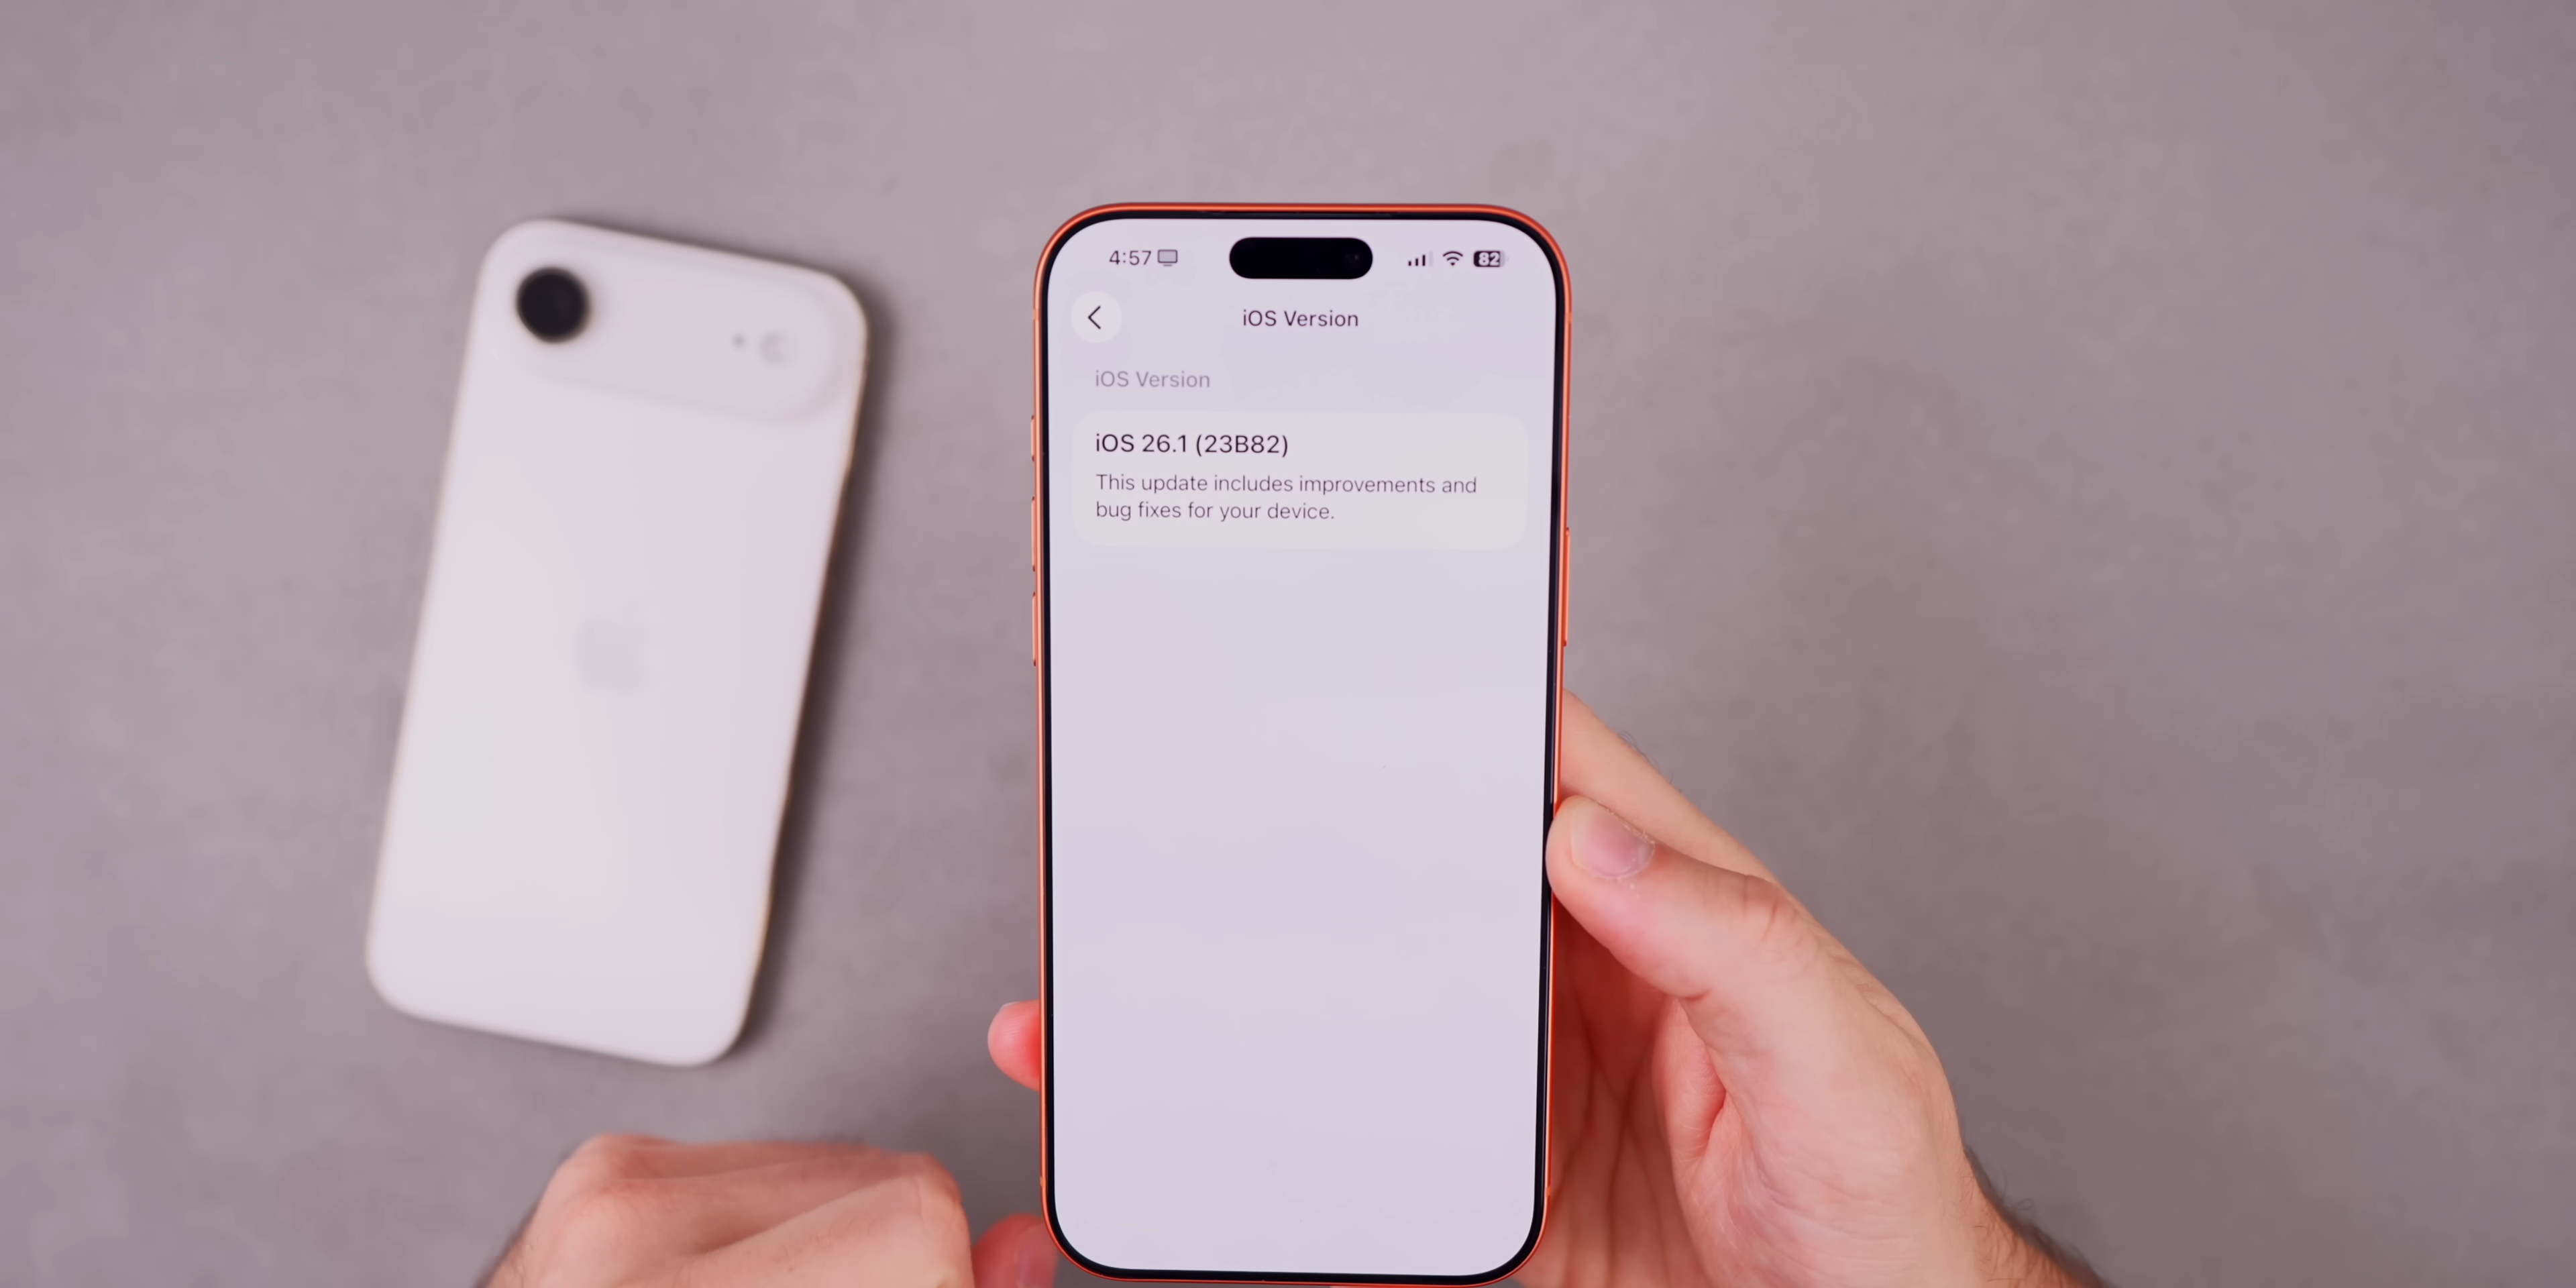 4:57
82
iOS Version
iOS Version
iOS 26.1 (23B82)
This update includes improvements and
bug fixes for your device.